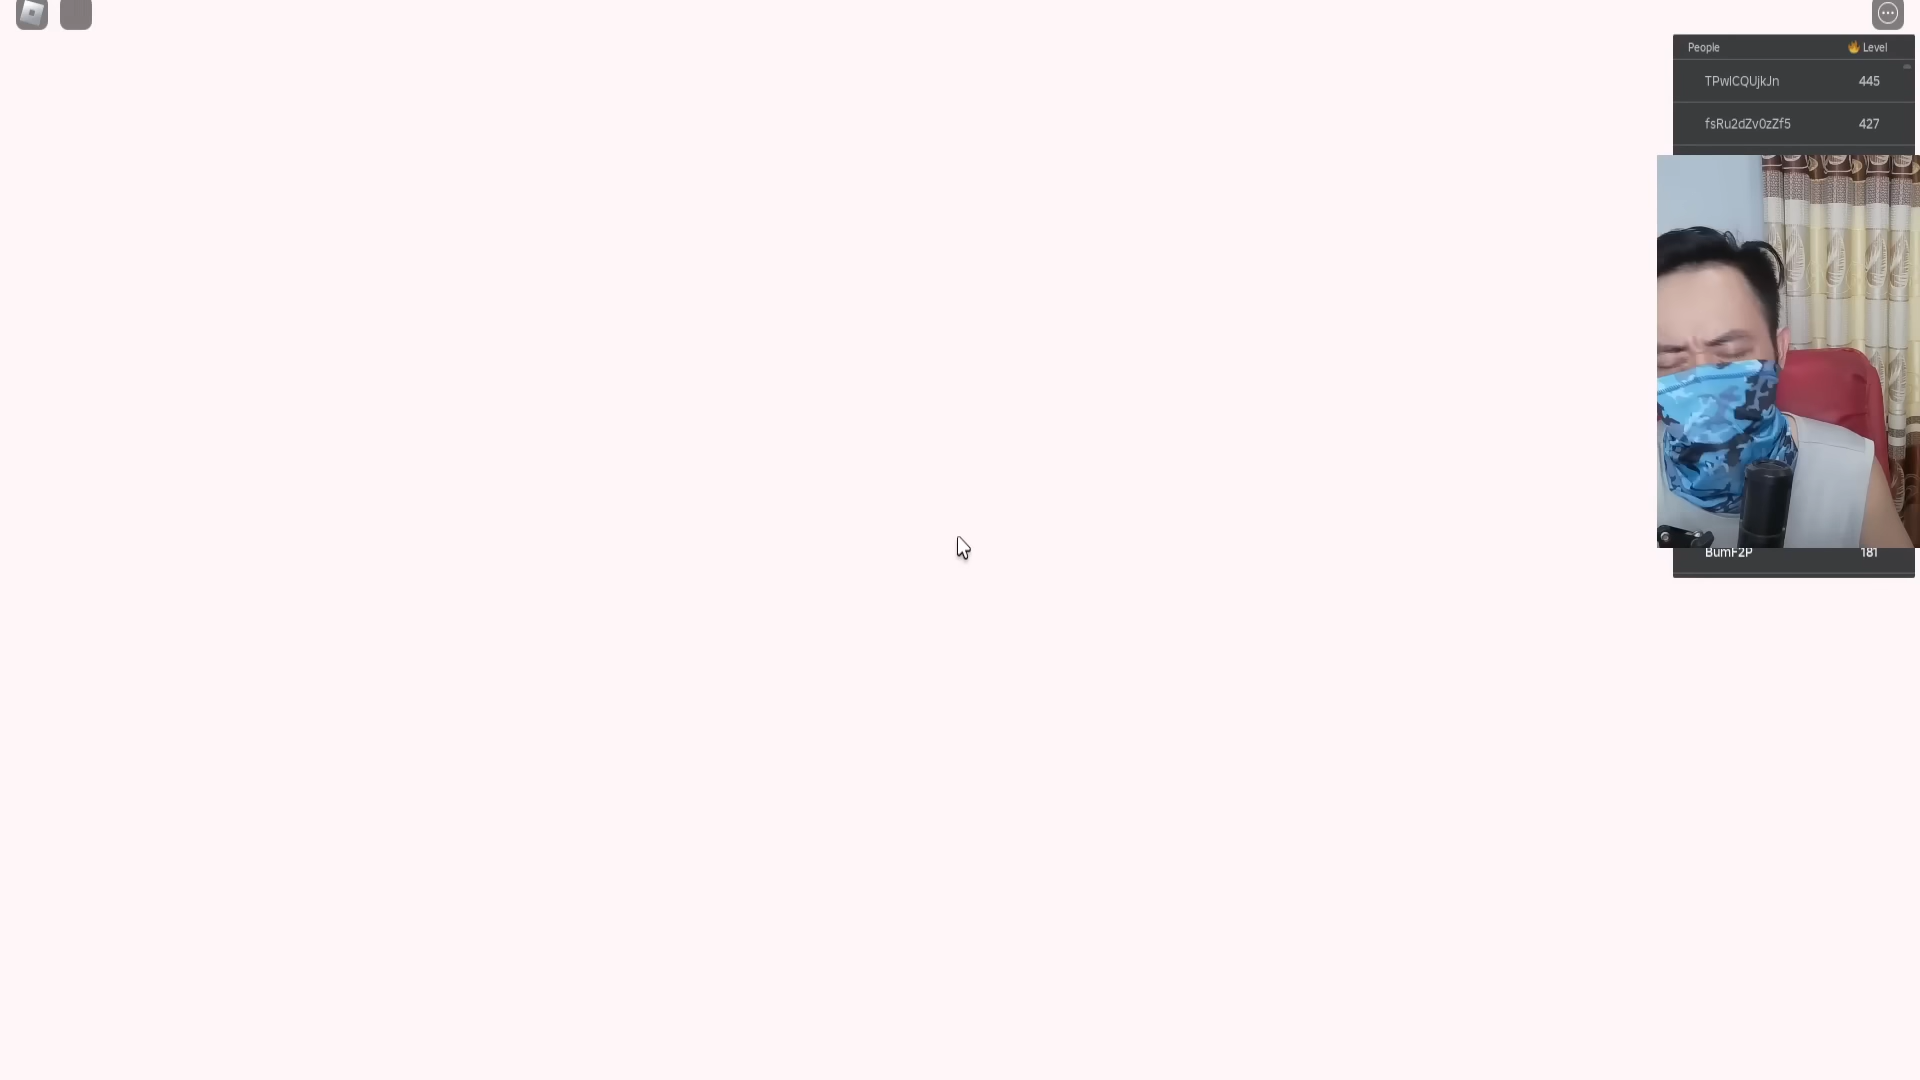 People 🔥 Level
TPwICQUjkJn 445
fsRu2dZv0zZf5 427
BumF2P 181